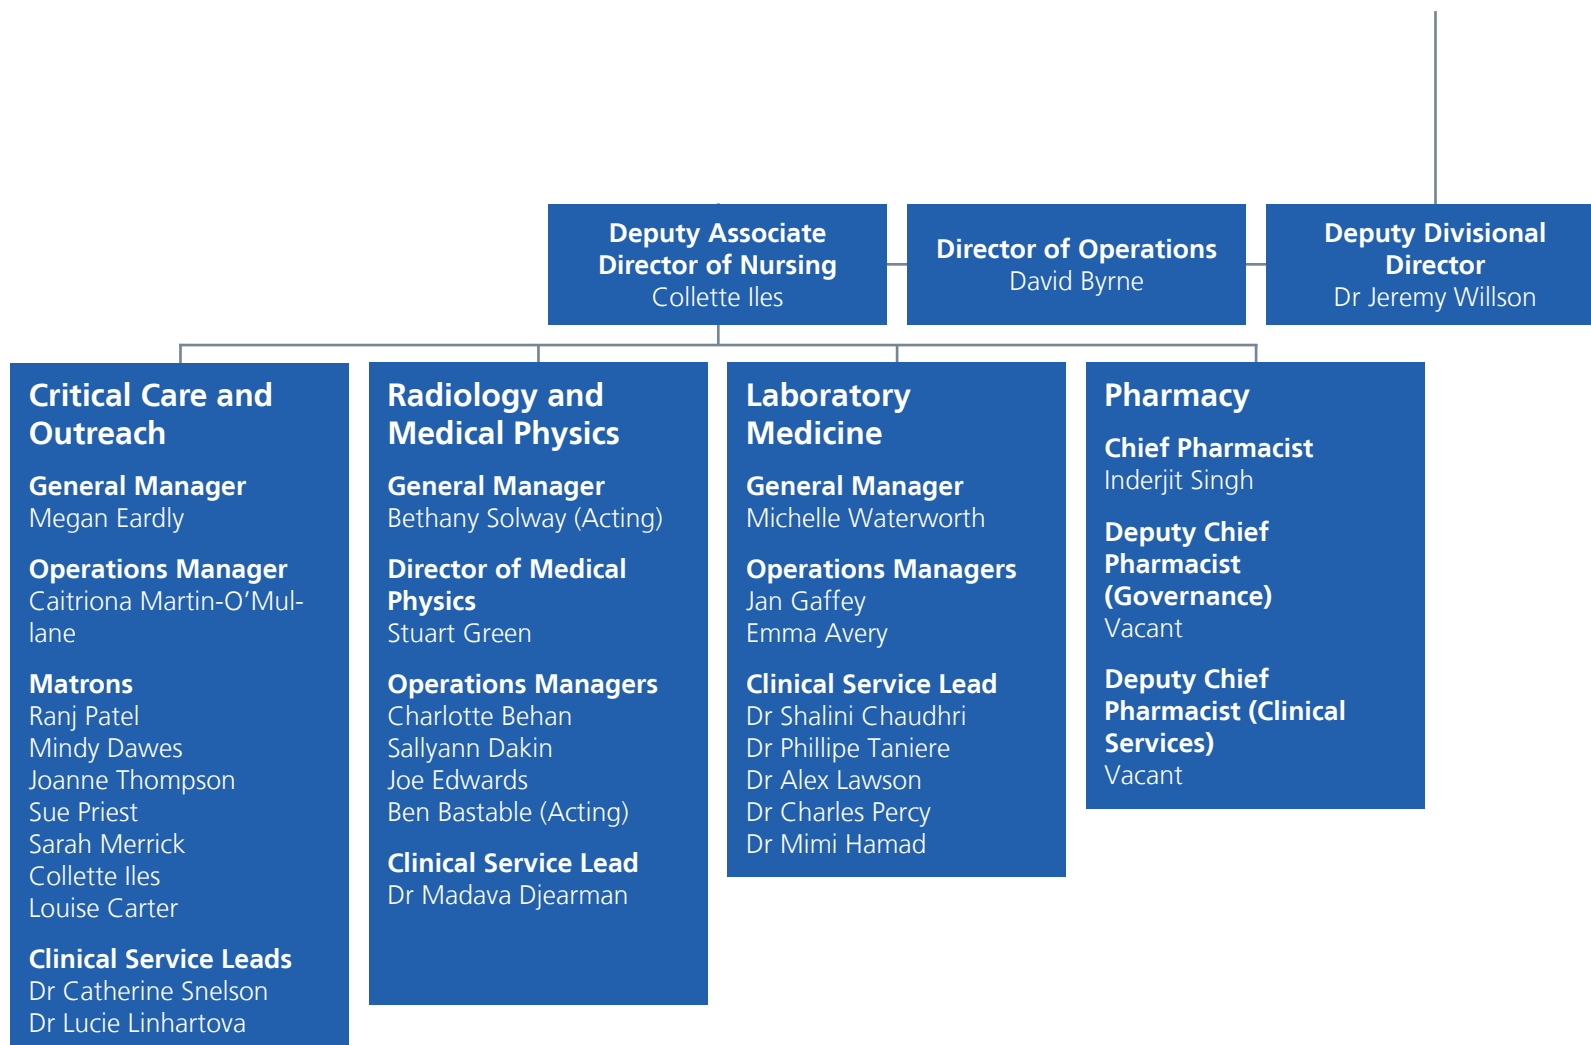 Deputy Associate
Director of Nursing
Collette Iles
Director of Operations
David Byrne
Deputy Divisional
Director
Dr Jeremy Willson
Critical Care and
Outreach
General Manager
Megan Eardly
Operations Manager
Caitriona Martin-O’Mul-
lane
Matrons
Ranj Patel
Mindy Dawes
Joanne Thompson
Sue Priest
Sarah Merrick
Collette Iles
Louise Carter
Clinical Service Leads
Dr Catherine Snelson
Dr Lucie Linhartova
Radiology and
Medical Physics
General Manager
Bethany Solway (Acting)
Director of Medical
Physics
Stuart Green
Operations Managers
Charlotte Behan
Sallyann Dakin
Joe Edwards
Ben Bastable (Acting)
Clinical Service Lead
Dr Madava Djearman
Laboratory
Medicine
General Manager
Michelle Waterworth
Operations Managers
Jan Gaffey
Emma Avery
Clinical Service Lead
Dr Shalini Chaudhri
Dr Phillipe Taniere
Dr Alex Lawson
Dr Charles Percy
Dr Mimi Hamad
Pharmacy
Chief Pharmacist
Inderjit Singh
Deputy Chief
Pharmacist
(Governance)
Vacant
Deputy Chief
Pharmacist (Clinical
Services)
Vacant